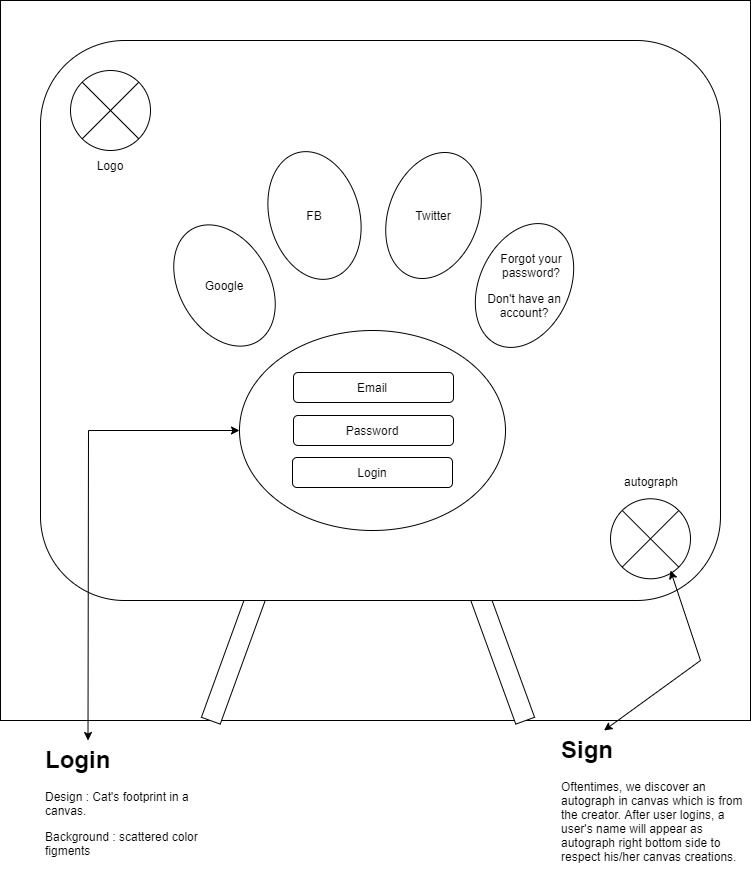 Logo
FB
Twitter
Google
Forgot your
password?
Don't have an
account?
Email
Password
Login
autograph
Login
Design : Cat's footprint in a
canvas.
Background : scattered color
figments
Sign
Oftentimes, we discover an
autograph in canvas which is from
the creator. After user logins, a
user's name will appear as
autograph right bottom side to
respect his/her canvas creations.